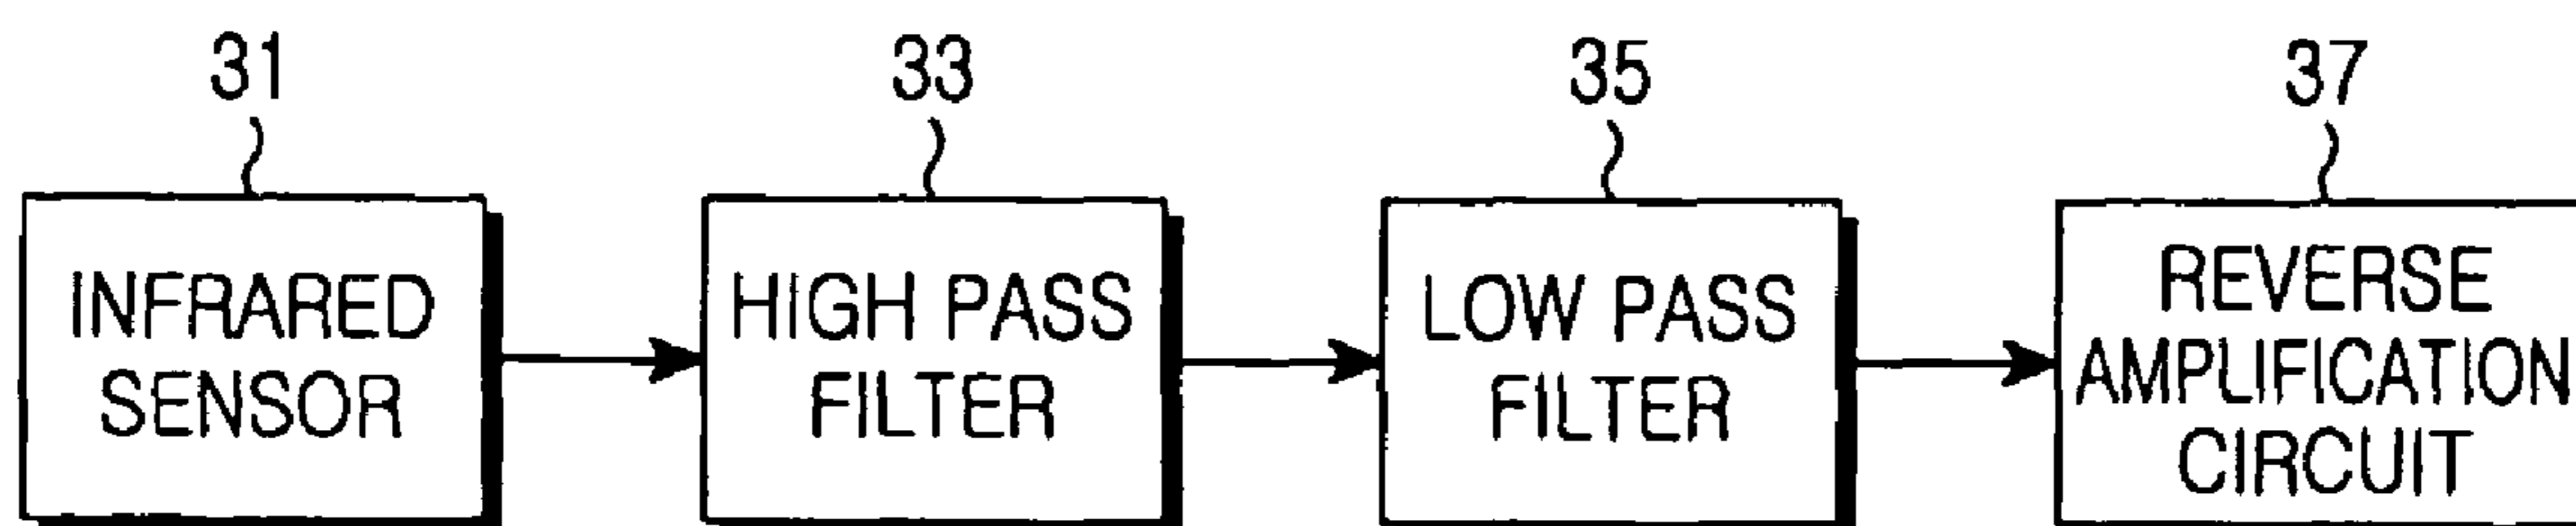 31
33
35
37
INFRARED
SENSOR
HIGH PASS
FILTER
LOW PASS
FILTER
REVERSE
AMPLIFICATION
CIRCUIT